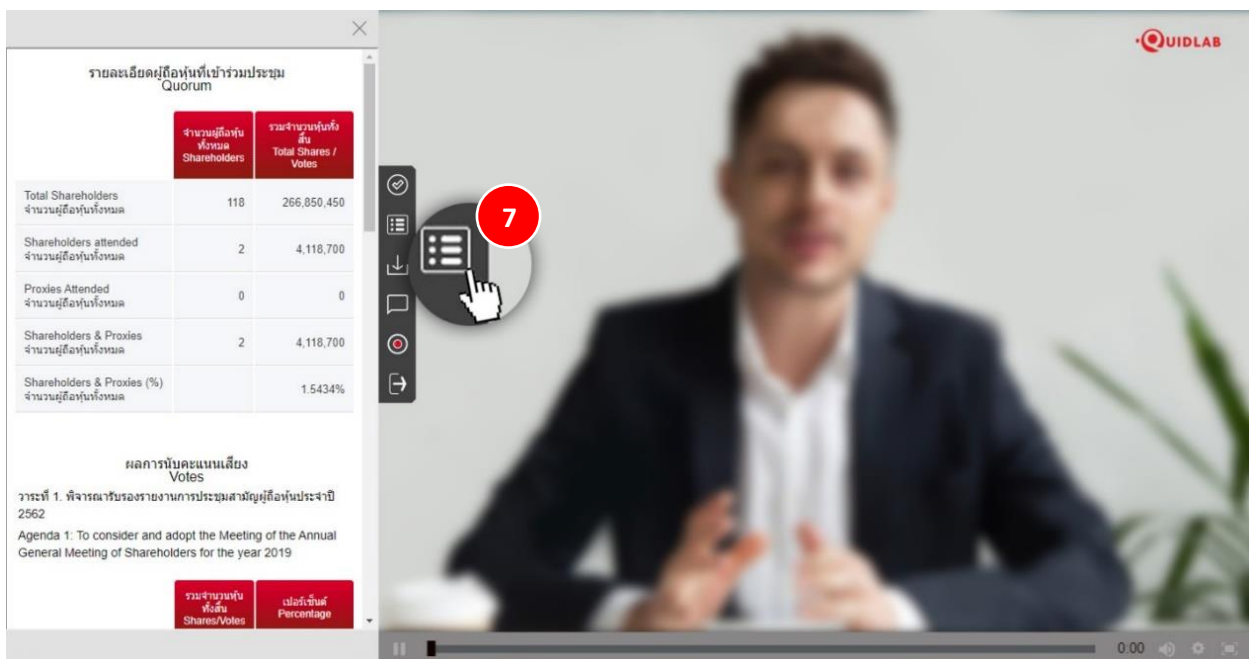 QUIDLAB
รายละเอียดผู้ถือหุ้นที่เข้าร่วมประชุม
Quorum
จำนวนผู้ถือหุ้น
ทั้งหมด
Shareholders
รวมจำนวนหุ้นทั้ง
สิ้น
Total Shares /
Votes
Total Shareholders
จำนวนผู้ถือหุ้นทั้งหมด
118
266,850,450
Shareholders attended
จำนวนผู้ถือหุ้นทั้งหมด
2
4,118,700
Proxies Attended
จำนวนผู้ถือหุ้นทั้งหมด
0
0
Shareholders & Proxies
จำนวนผู้ถือหุ้นทั้งหมด
2
4,118,700
Shareholders & Proxies (%)
จำนวนผู้ถือหุ้นทั้งหมด
1.5434%
7
ผลการนับคะแนนเสียง
Votes
วาระที่ 1. พิจารณารับรองรายงานการประชุมสามัญผู้ถือหุ้นประจำปี
2562
Agenda 1: To consider and adopt the Meeting of the Annual
General Meeting of Shareholders for the year 2019
รวมจำนวนหุ้น
ทั้งสิ้น
Shares/Votes
เปอร์เซ็นต์
Percentage
0:00